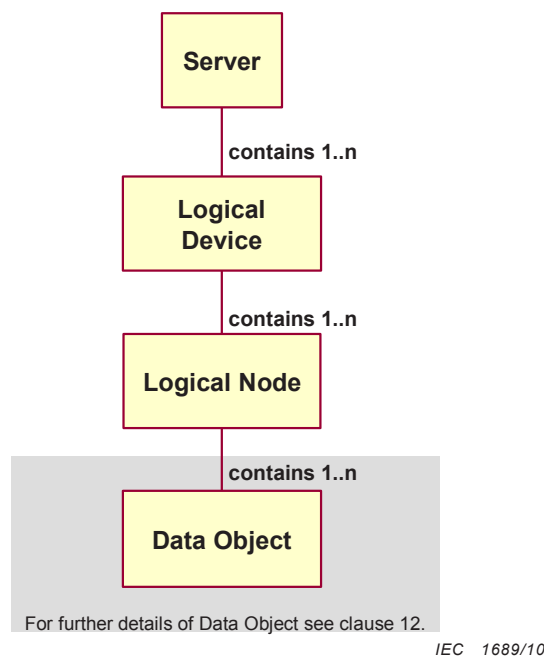 Server
contains 1..n
Logical
Device
contains 1..n
Logical Node
contains 1..n
Data Object
For further details of Data Object see clause 12.
IEC 1689/10